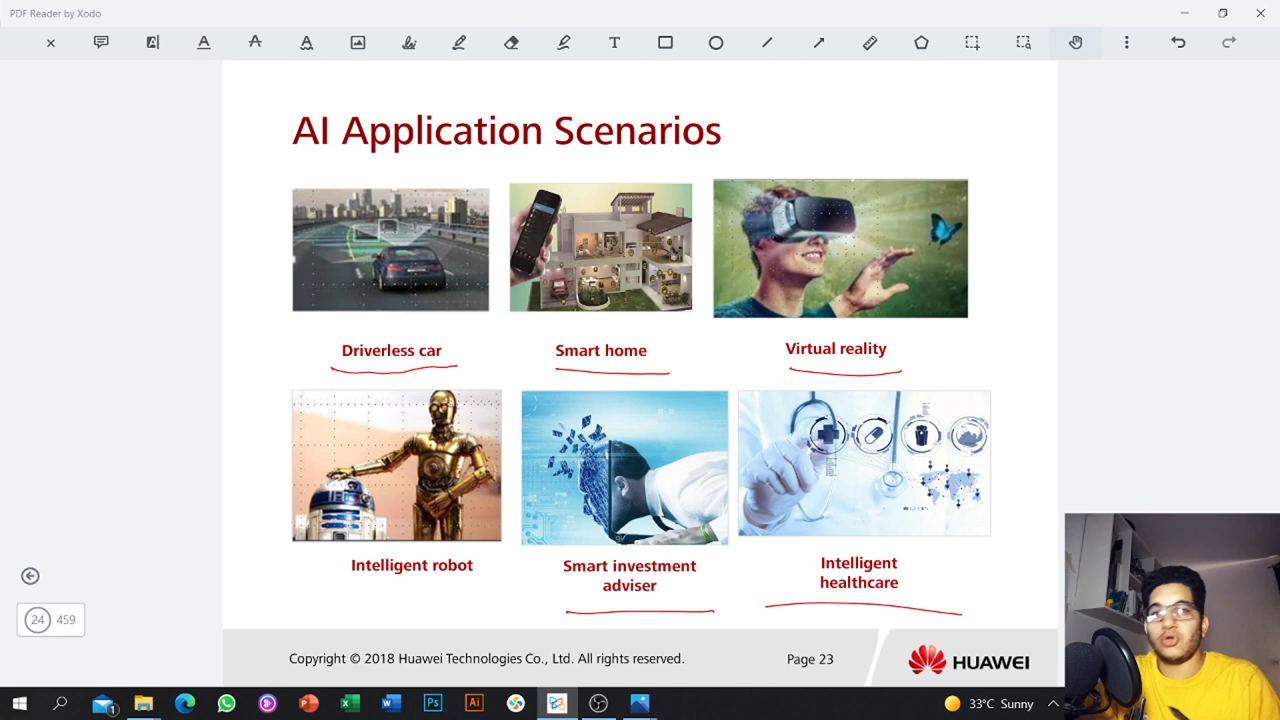 PDF Reader by Xodo
AI Application Scenarios
Driverless car
Smart home
Virtual reality
Intelligent robot
Smart investment
adviser
Intelligent
healthcare
24 459
Copyright © 2018 Huawei Technologies Co., Ltd. All rights reserved.
Page 23
HUAWEI
33°C Sunny